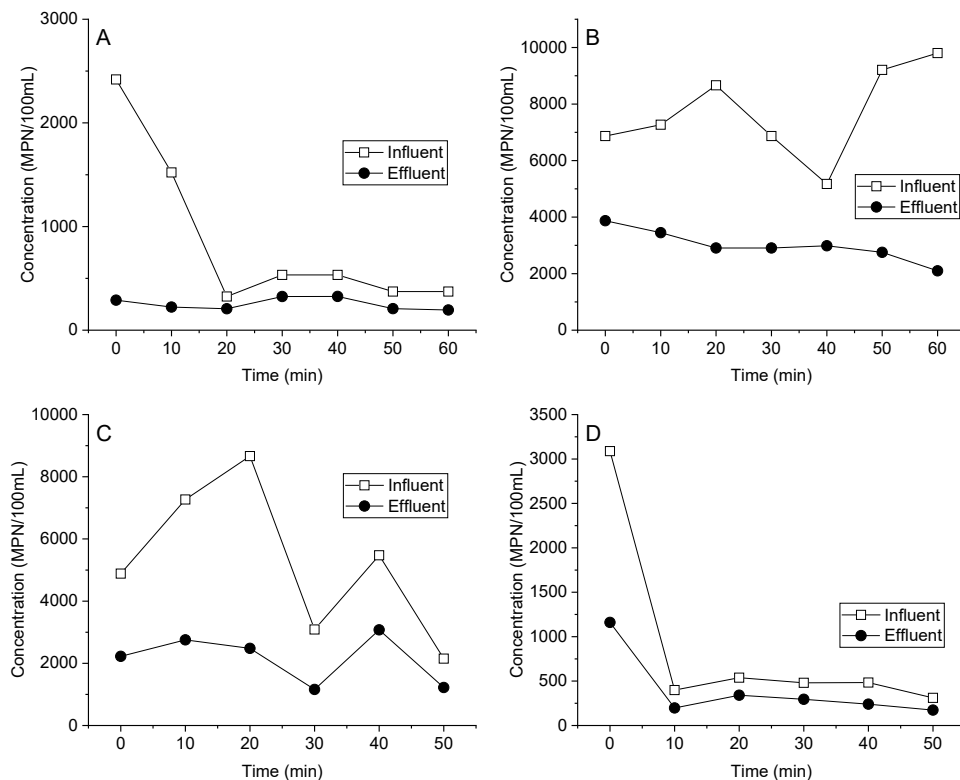 A
3000
2000
1000
0
Concentration (MPN/100mL)
Influent
Effluent
0 10 20 30 40 50 60
Time (min)
B
10000
8000
6000
4000
2000
0
Concentration (MPN/100mL)
Influent
Effluent
0 10 20 30 40 50 60
Time (min)
C
10000
8000
6000
4000
2000
0
Concentration (MPN/100mL)
Influent
Effluent
0 10 20 30 40 50
Time (min)
D
3500
3000
2500
2000
1500
1000
500
0
Concentration (MPN/100mL)
Influent
Effluent
0 10 20 30 40 50
Time (min)